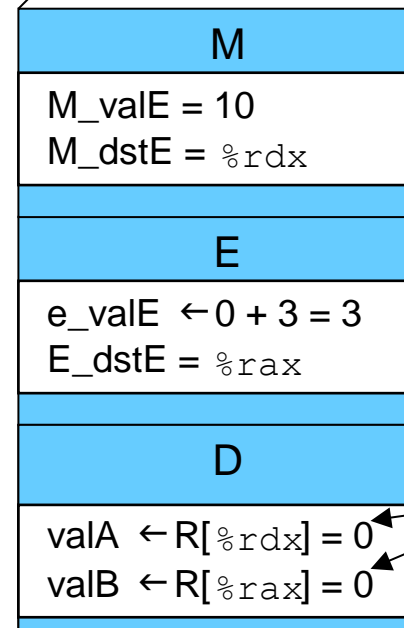 M
M_valE = 10
M_dstE = %rdx
E
e_valE ← 0 + 3 = 3
E_dstE = %rax
D
valA ← R[%rdx] = 0
valB ← R[%rax] = 0